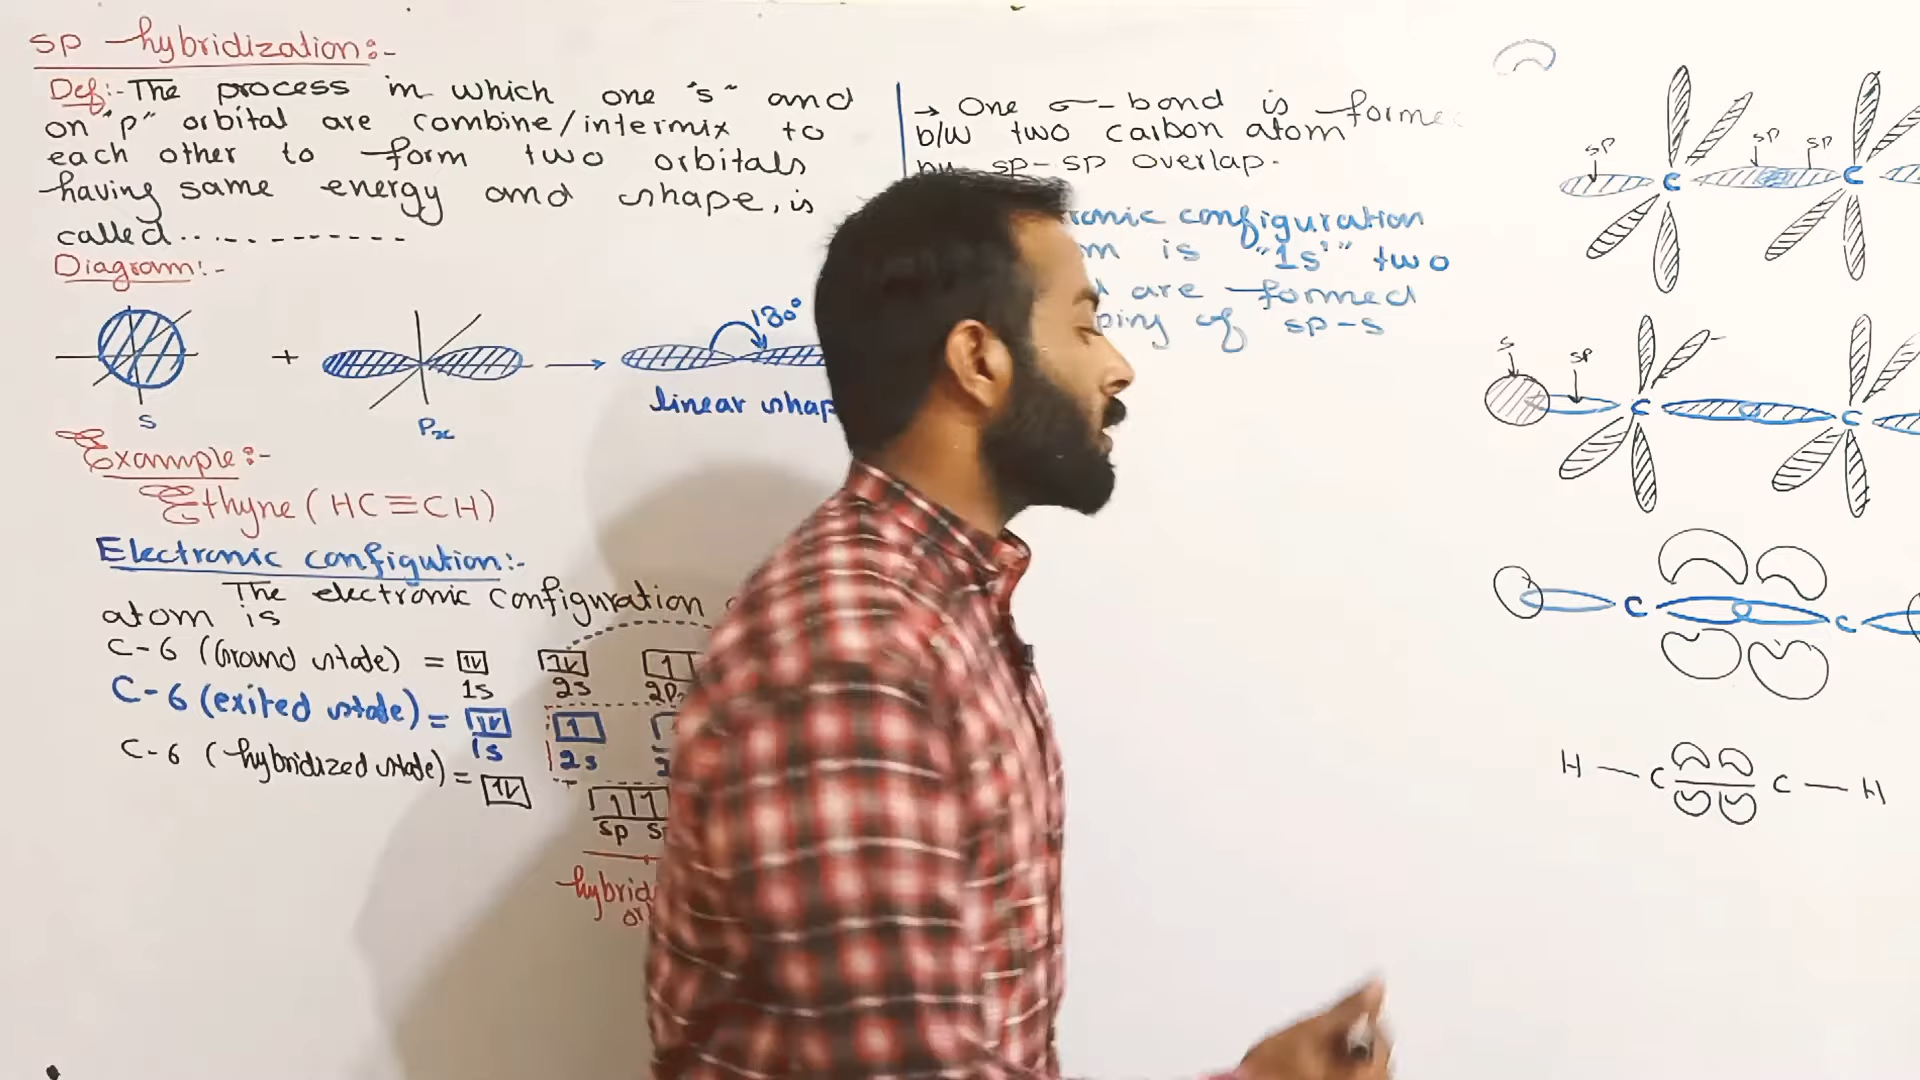 sp-hybridization:-
Def:- The process in which one "s" and
on "p" orbital are combine/intermix to
each other to form two orbitals
having same energy and shape, is
called............
Diagram:-
S
+
Px
180°
linear
Example:-
Ethyne (HC≡CH)
Electronic configution:-
The electronic configuration
atom is
C-6 (Ground state) = 1s 2s
C-6 (exited state) = 1s 2s
C-6 (hybridized state) =
sp
→ One σ-bond is
b/w two carbon atom
sp-sp overlap.
configuration
is "1s'" two
are formed
of sp-s
sp sp sp
C C
s sp
C C
C C
H — C C — H